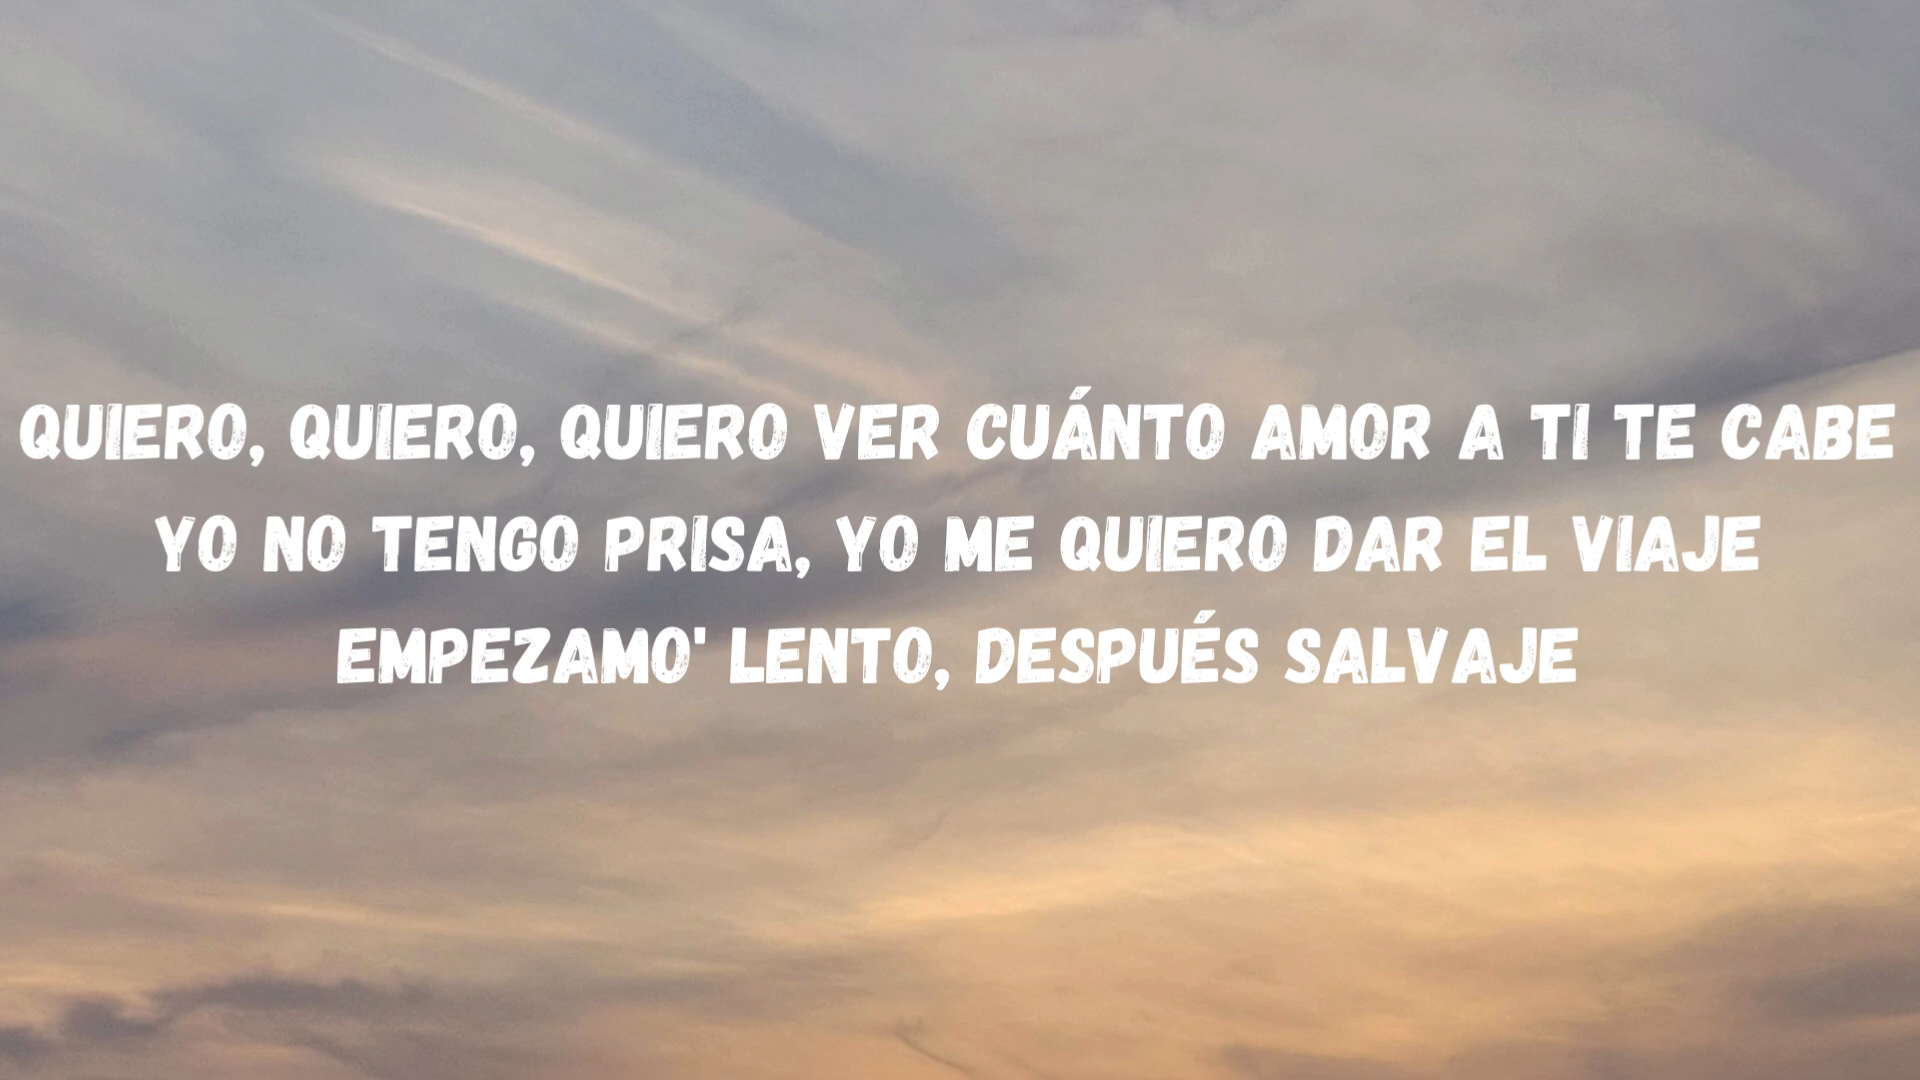 QUIERO, QUIERO, QUIERO VER CUÁNTO AMOR A TI TE CABE
YO NO TENGO PRISA, YO ME QUIERO DAR EL VIAJE
EMPEZAMO' LENTO, DESPUÉS SALVAJE